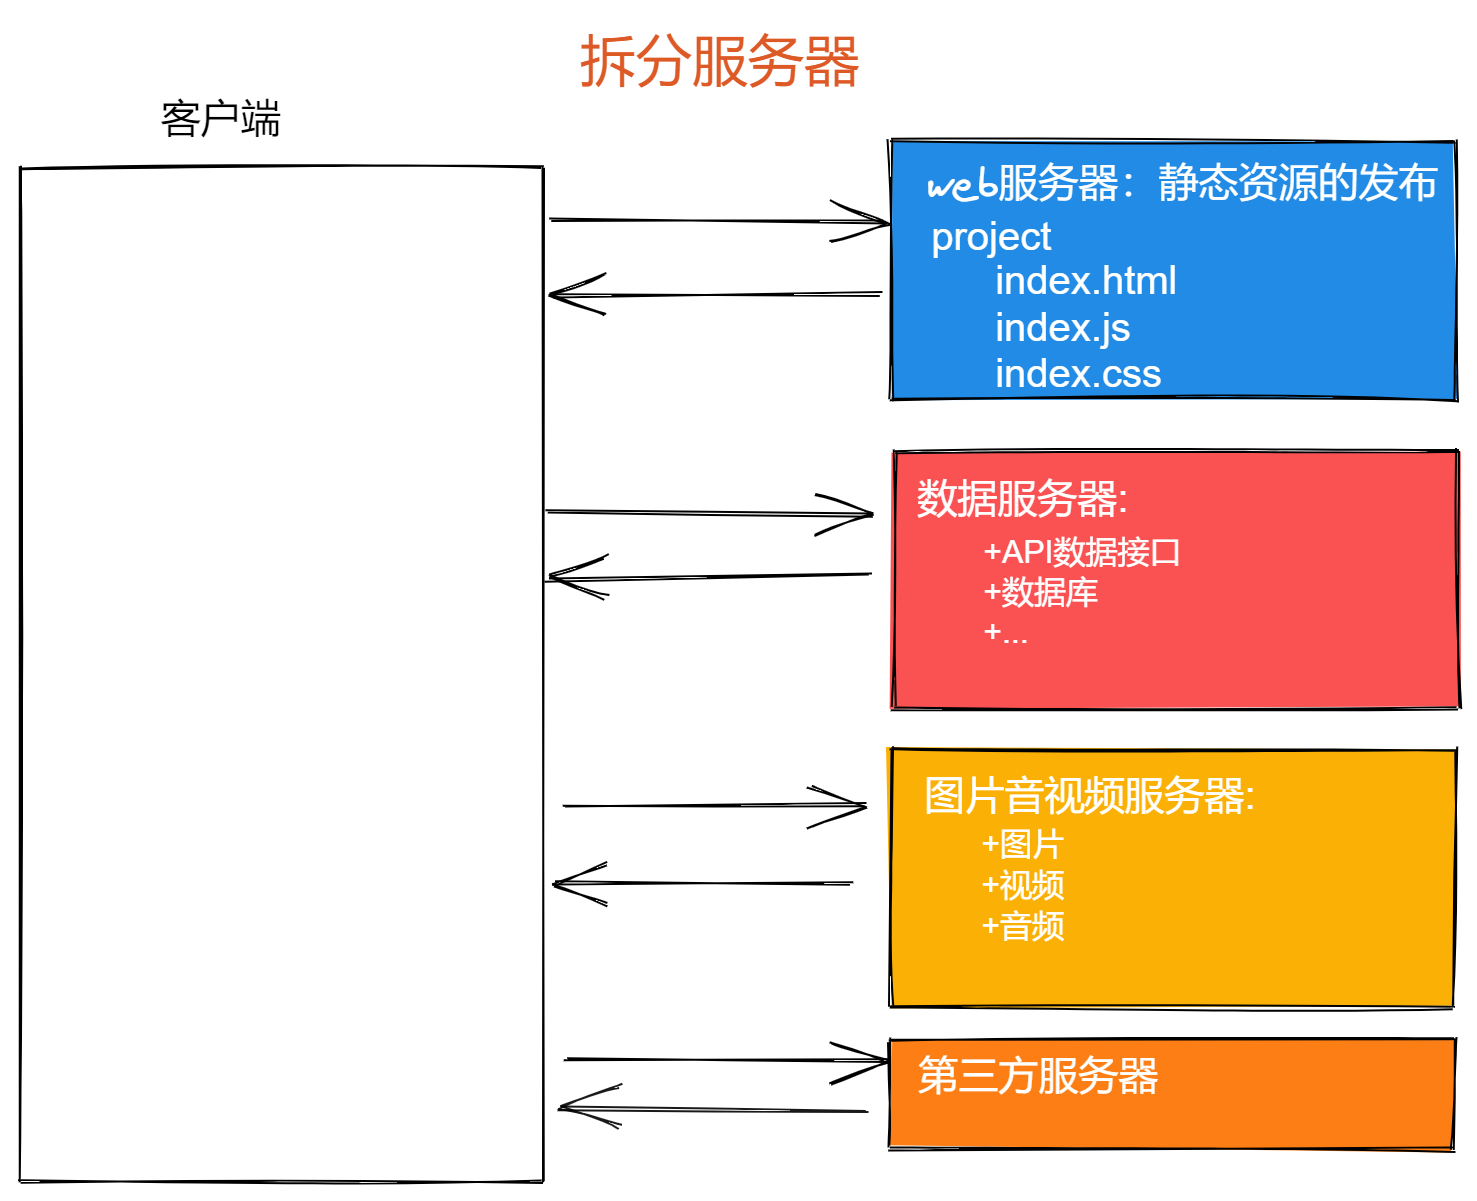 拆分服务器
客户端
web服务器：静态资源的发布
project
index.html
index.js
index.css
数据服务器:
+API数据接口
+数据库
+...
图片音视频服务器:
+图片
+视频
+音频
第三方服务器